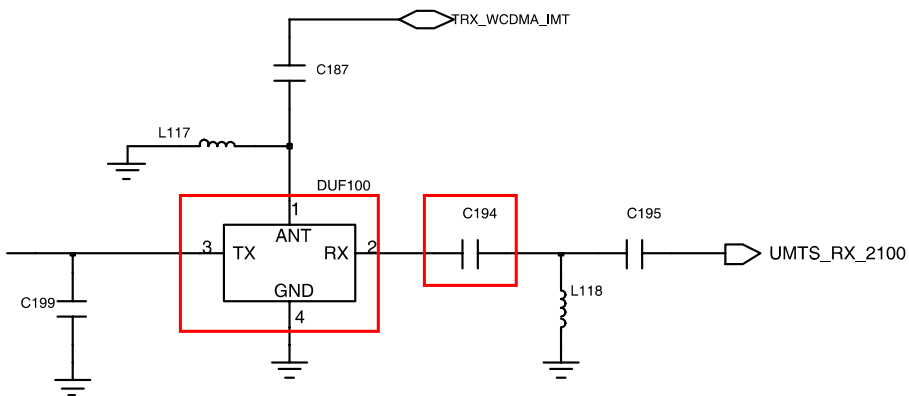 TRX_WCDMA_IMT
C187
L117
DUF100
1
C194
C195
ANT
3
TX
RX
2
UMTS_RX_2100
GND
C199
4
L118